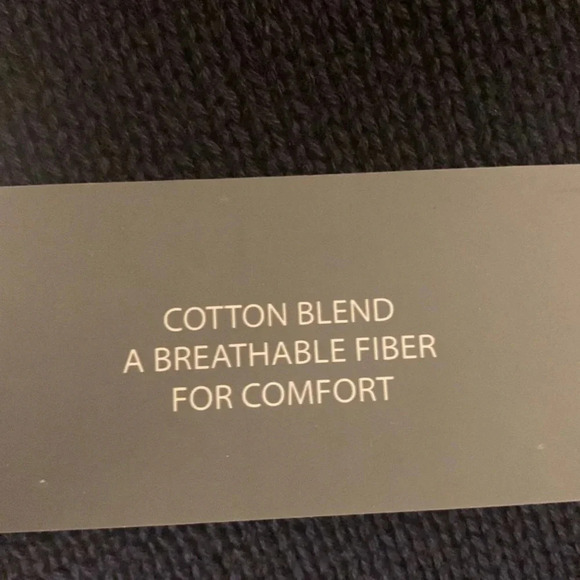 COTTON BLEND
A BREATHABLE FIBER
FOR COMFORT